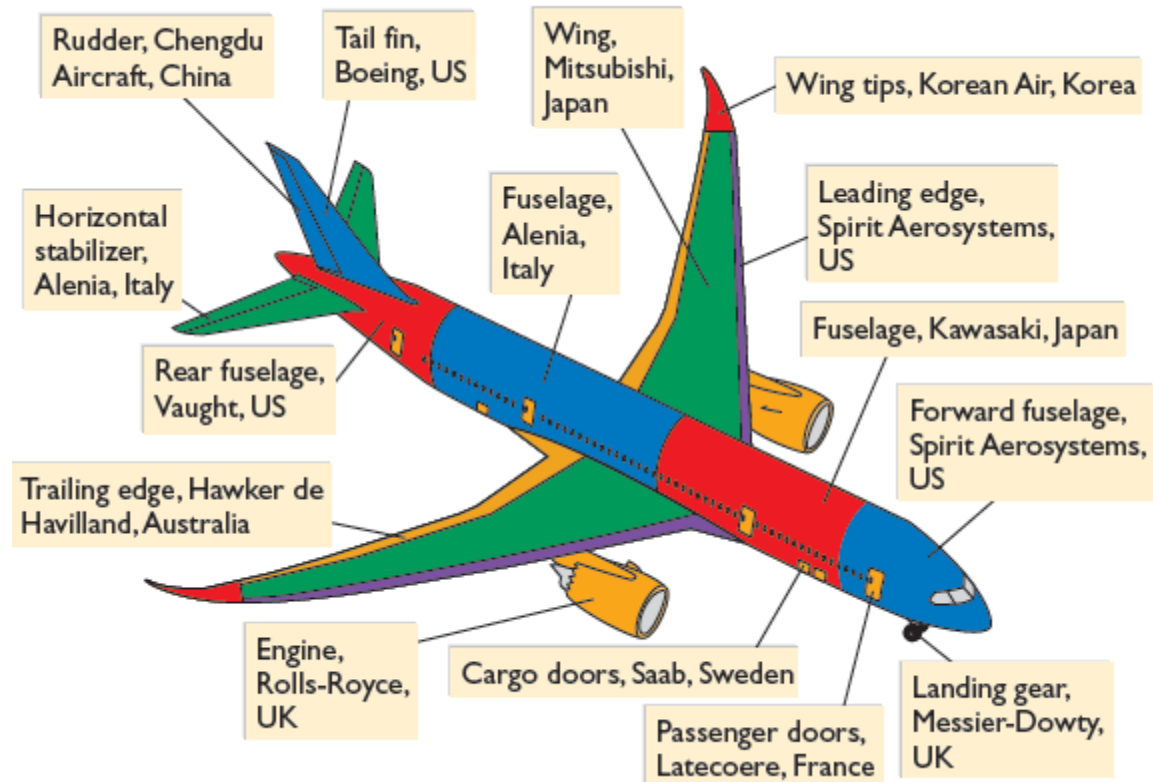 Rudder, Chengdu
Aircraft, China
Tail fin,
Boeing, US
Wing,
Mitsubishi,
Japan
Wing tips, Korean Air, Korea
Horizontal
stabilizer,
Alenia, Italy
Fuselage,
Alenia,
Italy
Leading edge,
Spirit Aerosystems,
US
Rear fuselage,
Vaught, US
Fuselage, Kawasaki, Japan
Forward fuselage,
Spirit Aerosystems,
US
Trailing edge, Hawker de
Havilland, Australia
Engine,
Rolls-Royce,
UK
Cargo doors, Saab, Sweden
Passenger doors,
Latecoere, France
Landing gear,
Messier-Dowty,
UK